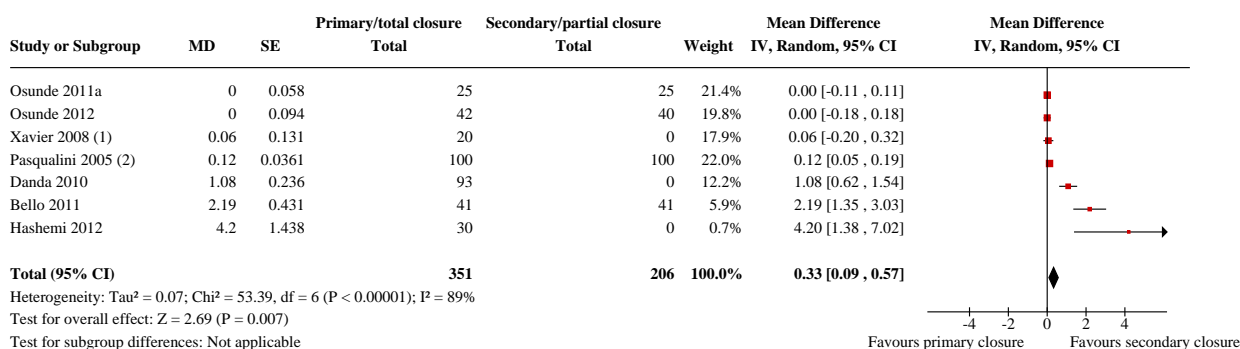 Primary/total closure Secondary/partial closure Mean Difference Mean Difference
Study or Subgroup MD SE Total Total Weight IV, Random, 95% CI IV, Random, 95% CI
Osunde 2011a 0 0.058 25 25 21.4% 0.00 [-0.11 , 0.11]
Osunde 2012 0 0.094 42 40 19.8% 0.00 [-0.18 , 0.18]
Xavier 2008 (1) 0.06 0.131 20 0 17.9% 0.06 [-0.20 , 0.32]
Pasqualini 2005 (2) 0.12 0.0361 100 100 22.0% 0.12 [0.05 , 0.19]
Danda 2010 1.08 0.236 93 0 12.2% 1.08 [0.62 , 1.54]
Bello 2011 2.19 0.431 41 41 5.9% 2.19 [1.35 , 3.03]
Hashemi 2012 4.2 1.438 30 0 0.7% 4.20 [1.38 , 7.02]
Total (95% CI) 351 206 100.0% 0.33 [0.09 , 0.57]
Heterogeneity: Tau² = 0.07; Chi² = 53.39, df = 6 (P < 0.00001); I² = 89%
Test for overall effect: Z = 2.69 (P = 0.007)
Test for subgroup differences: Not applicable
-4 -2 0 2 4
Favours primary closure Favours secondary closure